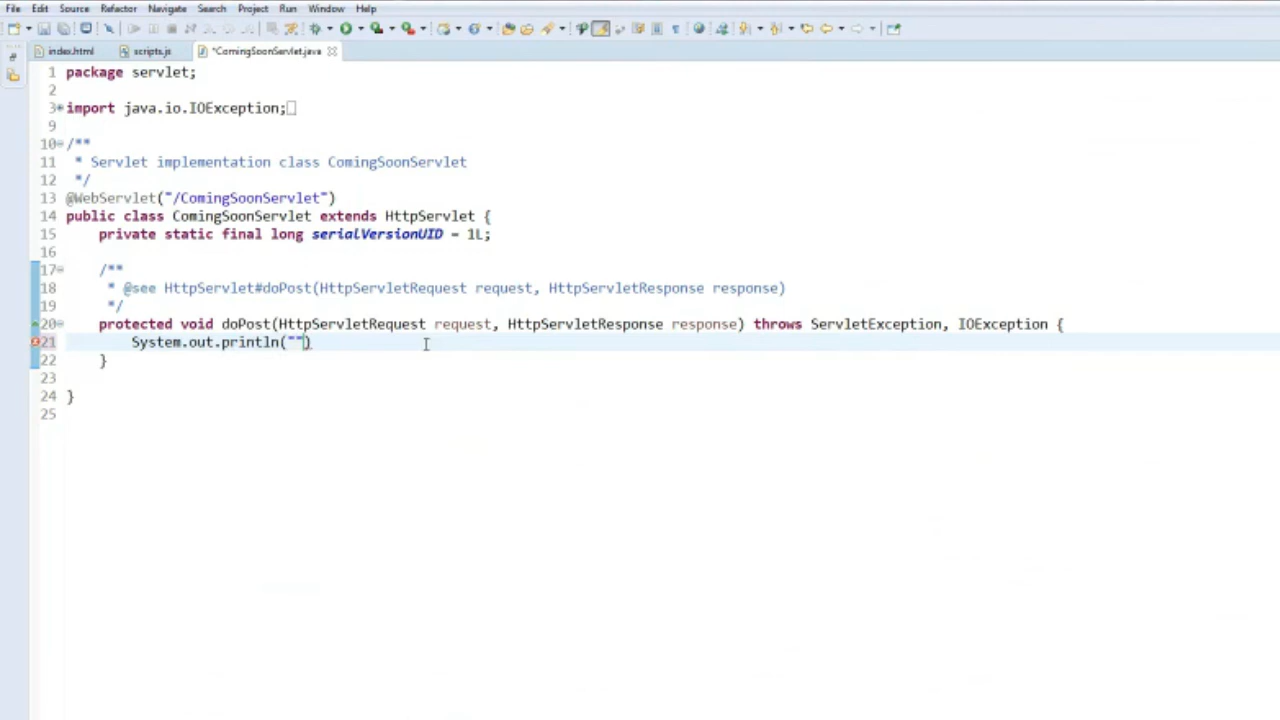 File Edit Source Refactor Navigate Search Project Run Window Help
index.html scripts.js *ComingSoonServlet.java
1 package servlet;
2
3 import java.io.IOException;
9
10 /**
11 * Servlet implementation class ComingSoonServlet
12 */
13 @WebServlet("/ComingSoonServlet")
14 public class ComingSoonServlet extends HttpServlet {
15 private static final long serialVersionUID = 1L;
16
17 /**
18 * @see HttpServlet#doPost(HttpServletRequest request, HttpServletResponse response)
19 */
20 protected void doPost(HttpServletRequest request, HttpServletResponse response) throws ServletException, IOException {
21 System.out.println("")
22 }
23
24 }
25